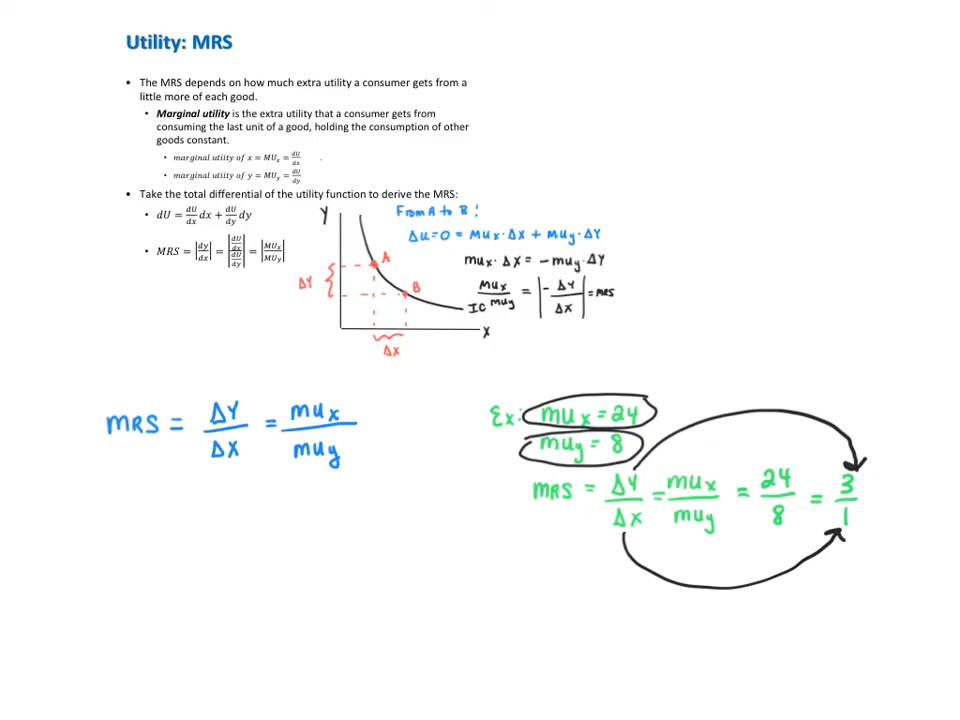 Utility: MRS
• The MRS depends on how much extra utility a consumer gets from a
little more of each good.
• Marginal utility is the extra utility that a consumer gets from
consuming the last unit of a good, holding the consumption of other
goods constant.
• marginal utiity of x = MUₓ = dU/dx .
• marginal utiity of y = MU_y = dU/dy
• Take the total differential of the utility function to derive the MRS:
• dU = dU/dx dx + dU/dy dy
• MRS = |dy/dx| = |(dU/dx)/(dU/dy)| = |MUₓ/MU_y|
Y
A
B
ΔY
ΔX
IC
X
From A to B:
ΔU=0 = MUx·ΔX + MUy·ΔY
MUx·ΔX = -MUy·ΔY
MUx/MUy = |-ΔY/ΔX| = MRS
MRS = ΔY/ΔX = MUx/MUy
Ex: MUx = 24
MUy = 8
MRS = ΔY/ΔX = MUx/MUy = 24/8 = 3/1